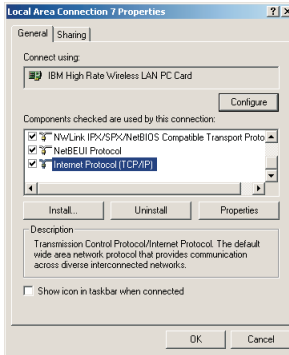 Local Area Connection 7 Properties
General
Sharing
Connect using:
IBM High Rate Wireless LAN PC Card
Configure
Components checked are used by this connection:
NWLink IPX/SPX/NetBIOS Compatible Transport Proto
NetBEUI Protocol
Internet Protocol (TCP/IP)
Install...
Uninstall
Properties
Description
Transmission Control Protocol/Internet Protocol. The default
wide area network protocol that provides communication
across diverse interconnected networks.
Show icon in taskbar when connected
OK
Cancel